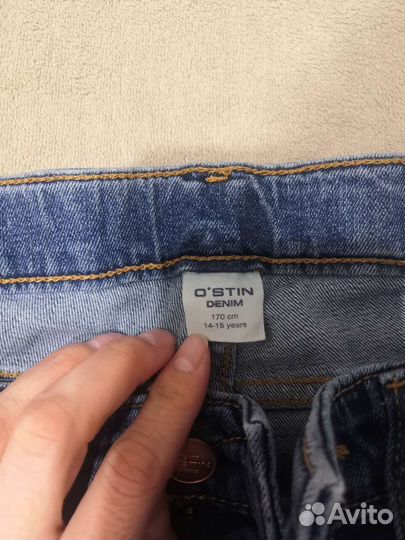 O'STIN
DENIM
170 cm
14-15 years
Avito